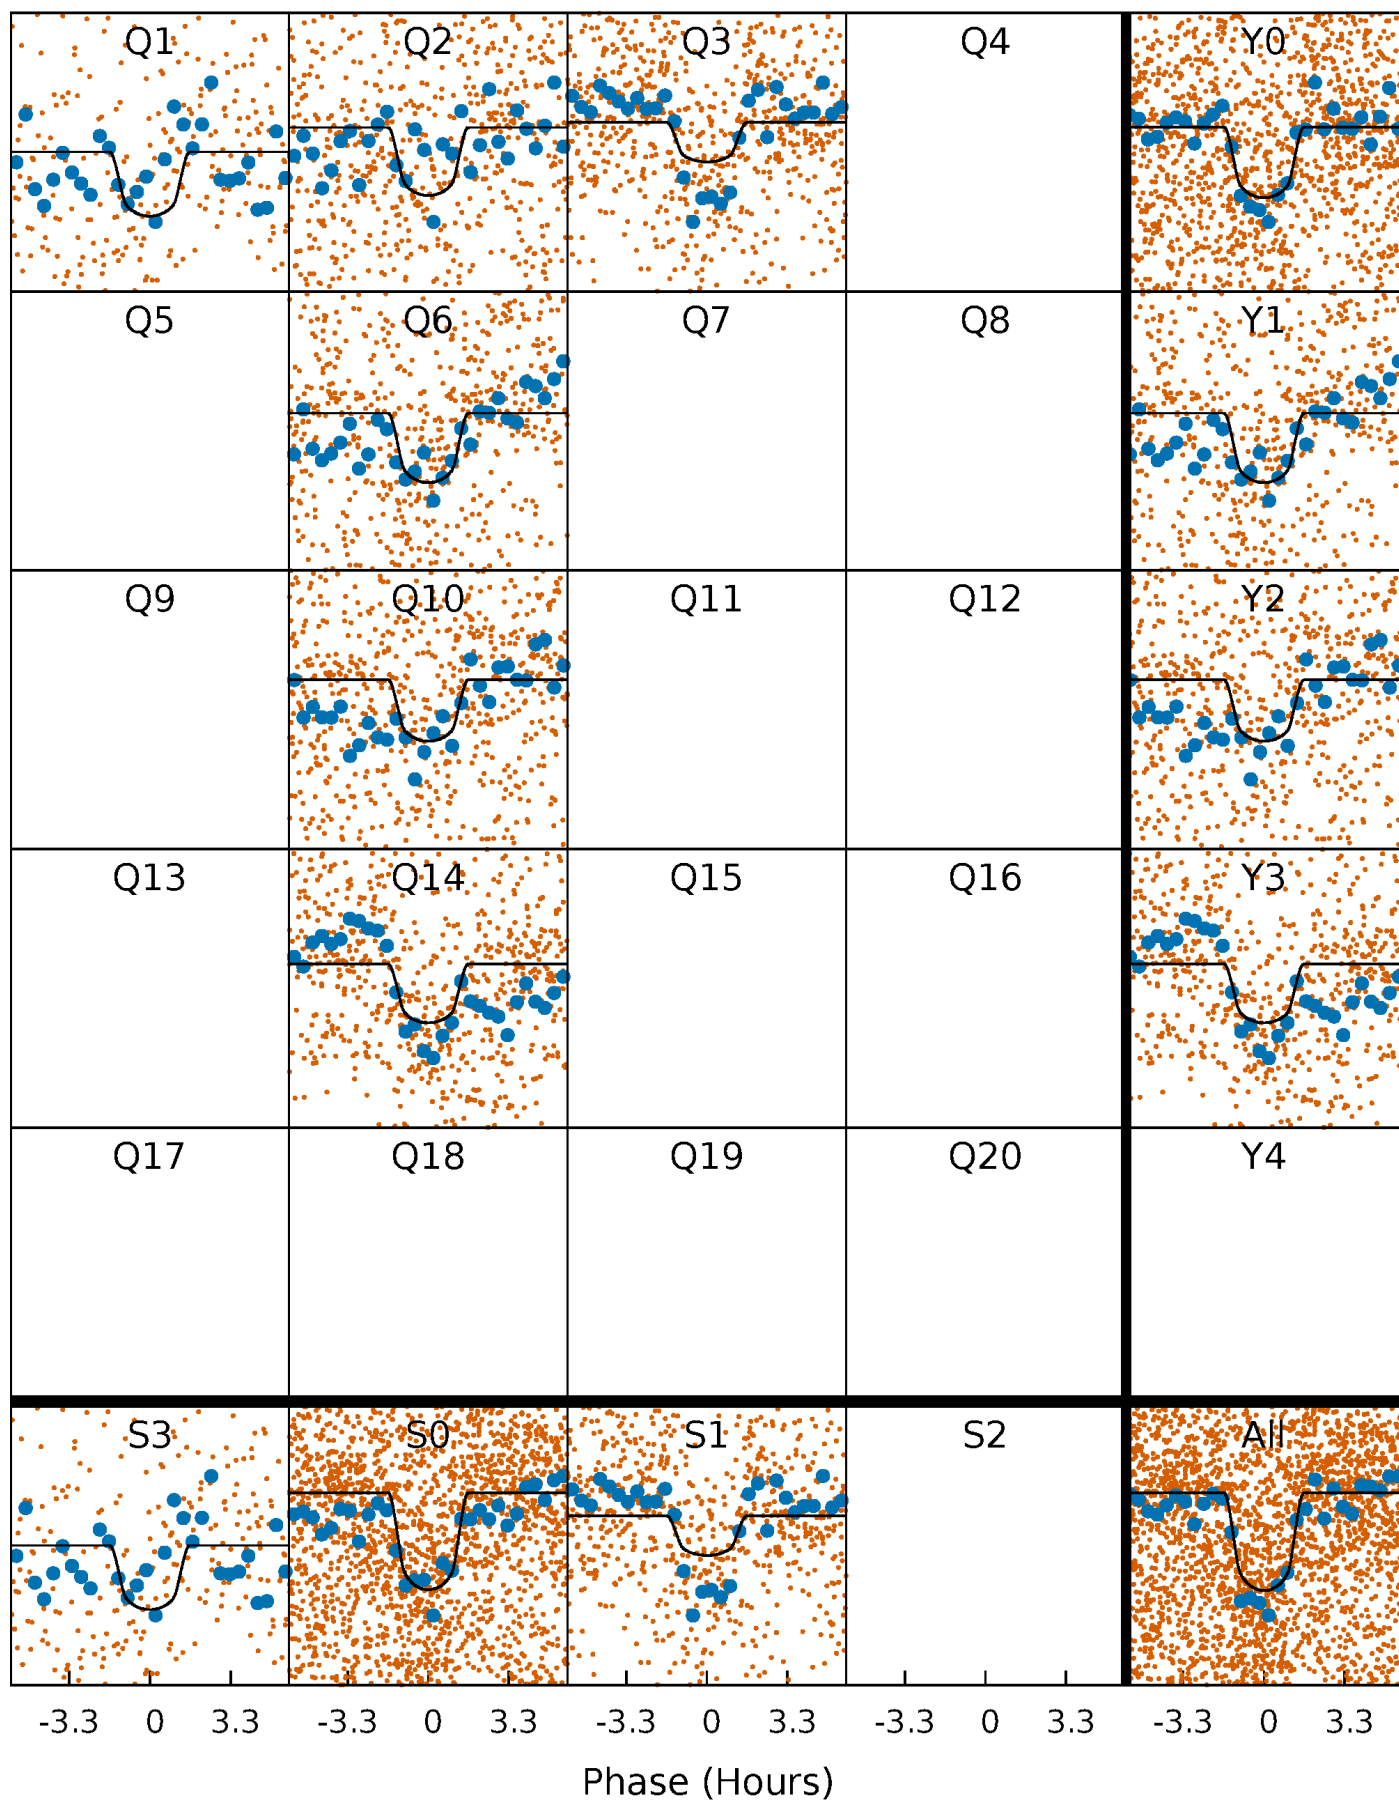 Q1 Q2 Q3 Q4 Y0
Q5 Q6 Q7 Q8 Y1
Q9 Q10 Q11 Q12 Y2
Q13 Q14 Q15 Q16 Y3
Q17 Q18 Q19 Q20 Y4
S3 S0 S1 S2 All
-3.3 0 3.3 -3.3 0 3.3 -3.3 0 3.3 -3.3 0 3.3 -3.3 0 3.3
Phase (Hours)